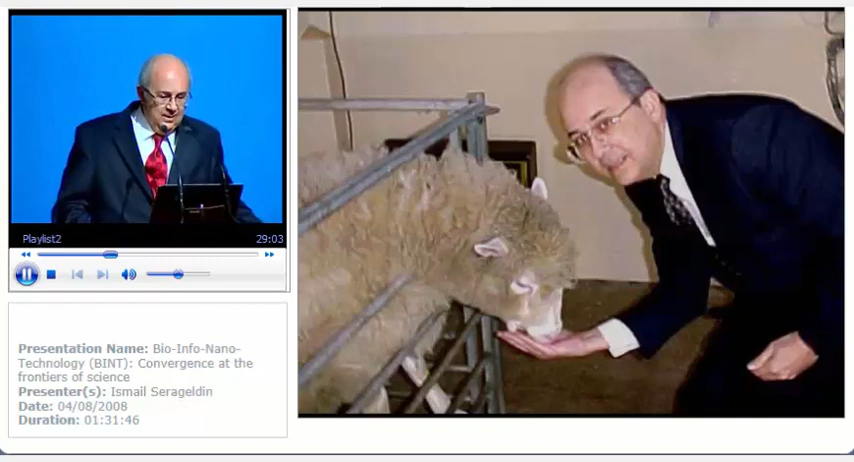 Playlist2 29:03
Presentation Name: Bio-Info-Nano-
Technology (BINT): Convergence at the
frontiers of science
Presenter(s): Ismail Serageldin
Date: 04/08/2008
Duration: 01:31:46